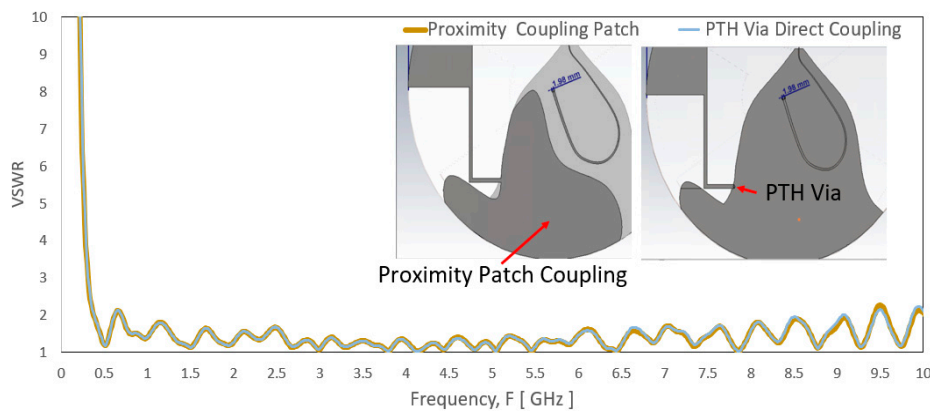 10
9
8
7
6
5
4
3
2
1
VSWR
Proximity Coupling Patch
PTH Via Direct Coupling
1.98 mm
1.98 mm
PTH Via
Proximity Patch Coupling
0 0.5 1 1.5 2 2.5 3 3.5 4 4.5 5 5.5 6 6.5 7 7.5 8 8.5 9 9.5 10
Frequency, F [ GHz ]